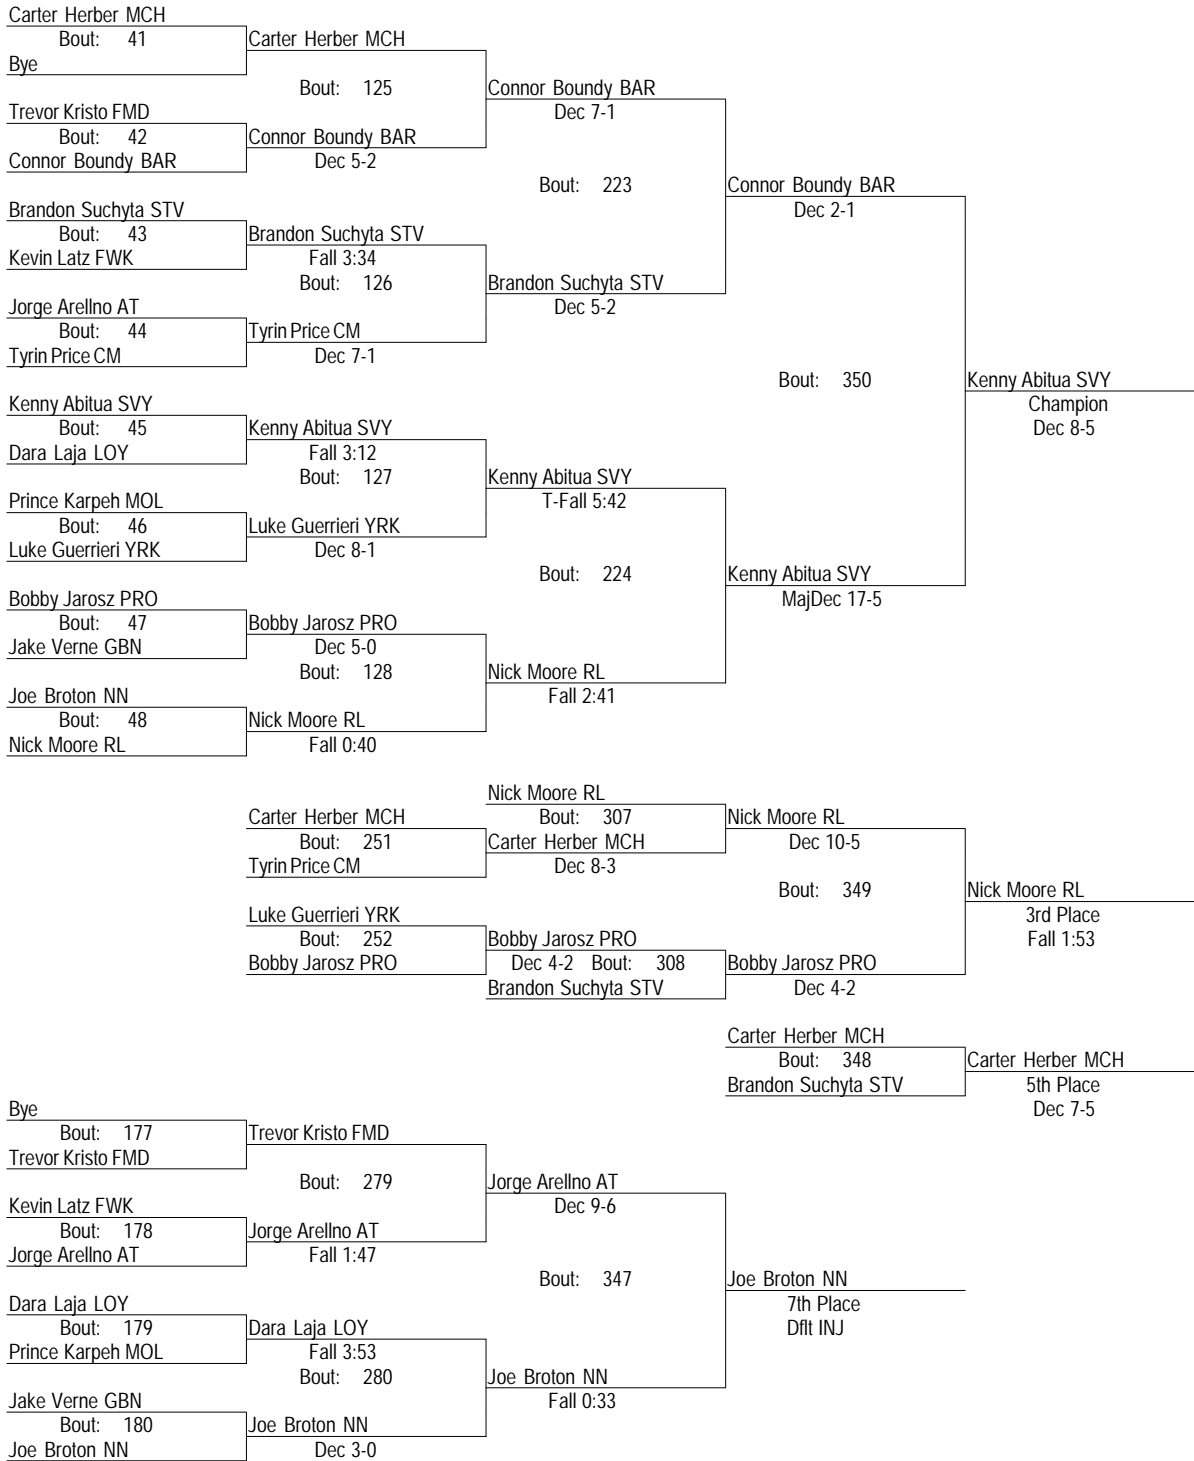 Carter Herber MCH
Bout: 41
Carter Herber MCH
Bye
Bout: 125
Connor Boundy BAR
Trevor Kristo FMD
Dec 7-1
Bout: 42
Connor Boundy BAR
Connor Boundy BAR
Dec 5-2
Bout: 223
Connor Boundy BAR
Brandon Suchyta STV
Dec 2-1
Bout: 43
Brandon Suchyta STV
Kevin Latz FWK
Fall 3:34
Bout: 126
Brandon Suchyta STV
Jorge Arellno AT
Dec 5-2
Bout: 44
Tyrin Price CM
Tyrin Price CM
Dec 7-1
Bout: 350
Kenny Abitua SVY
Kenny Abitua SVY
Champion
Bout: 45
Kenny Abitua SVY
Dec 8-5
Dara Laja LOY
Fall 3:12
Bout: 127
Kenny Abitua SVY
Prince Karpeh MOL
T-Fall 5:42
Bout: 46
Luke Guerrieri YRK
Luke Guerrieri YRK
Dec 8-1
Bout: 224
Kenny Abitua SVY
Bobby Jarosz PRO
MajDec 17-5
Bout: 47
Bobby Jarosz PRO
Jake Verne GBN
Dec 5-0
Bout: 128
Nick Moore RL
Joe Broton NN
Fall 2:41
Bout: 48
Nick Moore RL
Nick Moore RL
Fall 0:40
Nick Moore RL
Carter Herber MCH
Bout: 307
Nick Moore RL
Bout: 251
Carter Herber MCH
Dec 10-5
Tyrin Price CM
Dec 8-3
Bout: 349
Nick Moore RL
Luke Guerrieri YRK
3rd Place
Bout: 252
Bobby Jarosz PRO
Fall 1:53
Bobby Jarosz PRO
Dec 4-2 Bout: 308
Bobby Jarosz PRO
Brandon Suchyta STV
Dec 4-2
Carter Herber MCH
Bout: 348
Carter Herber MCH
Brandon Suchyta STV
5th Place
Dec 7-5
Bye
Bout: 177
Trevor Kristo FMD
Trevor Kristo FMD
Bout: 279
Jorge Arellno AT
Kevin Latz FWK
Dec 9-6
Bout: 178
Jorge Arellno AT
Jorge Arellno AT
Fall 1:47
Bout: 347
Joe Broton NN
Dara Laja LOY
7th Place
Bout: 179
Dara Laja LOY
Dflt INJ
Prince Karpeh MOL
Fall 3:53
Bout: 280
Joe Broton NN
Jake Verne GBN
Fall 0:33
Bout: 180
Joe Broton NN
Joe Broton NN
Dec 3-0